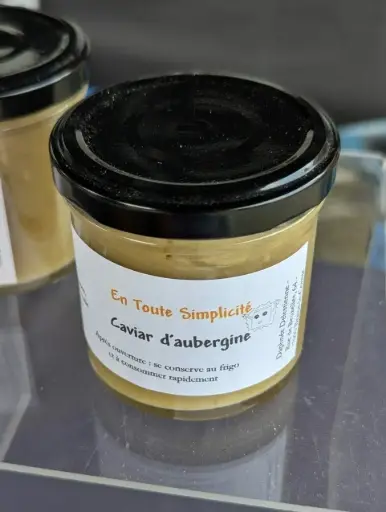 En Toute Simplicité
Caviar d'aubergine
Après ouverture : se conserve au frigo
et à consommer rapidement